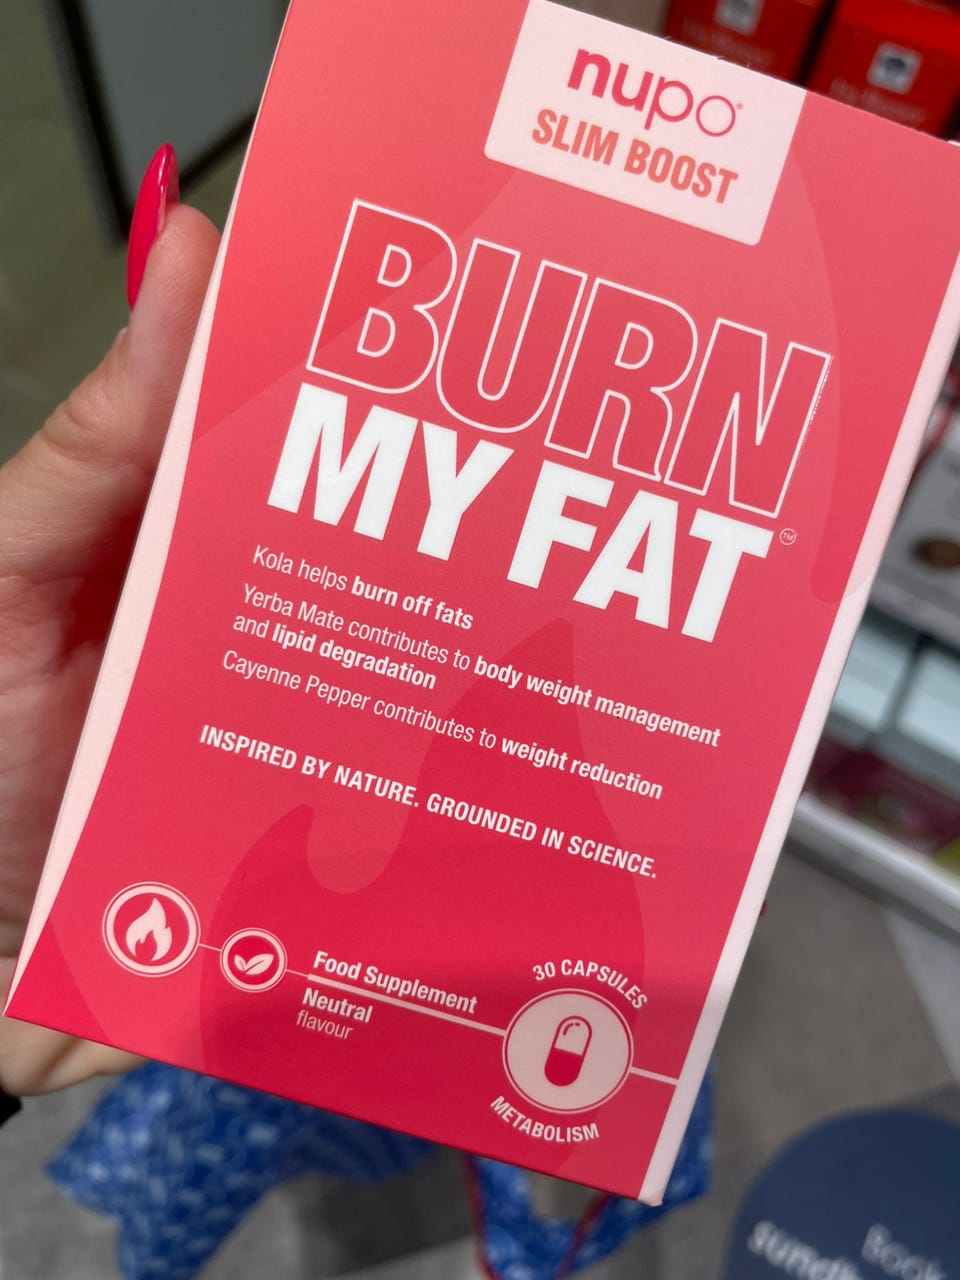 nupo
SLIM BOOST
BURN
MY FAT™
Kola helps burn off fats
Yerba Mate contributes to body weight management
and lipid degradation
Cayenne Pepper contributes to weight reduction
INSPIRED BY NATURE. GROUNDED IN SCIENCE.
Food Supplement
Neutral
flavour
30 CAPSULES
METABOLISM
Book